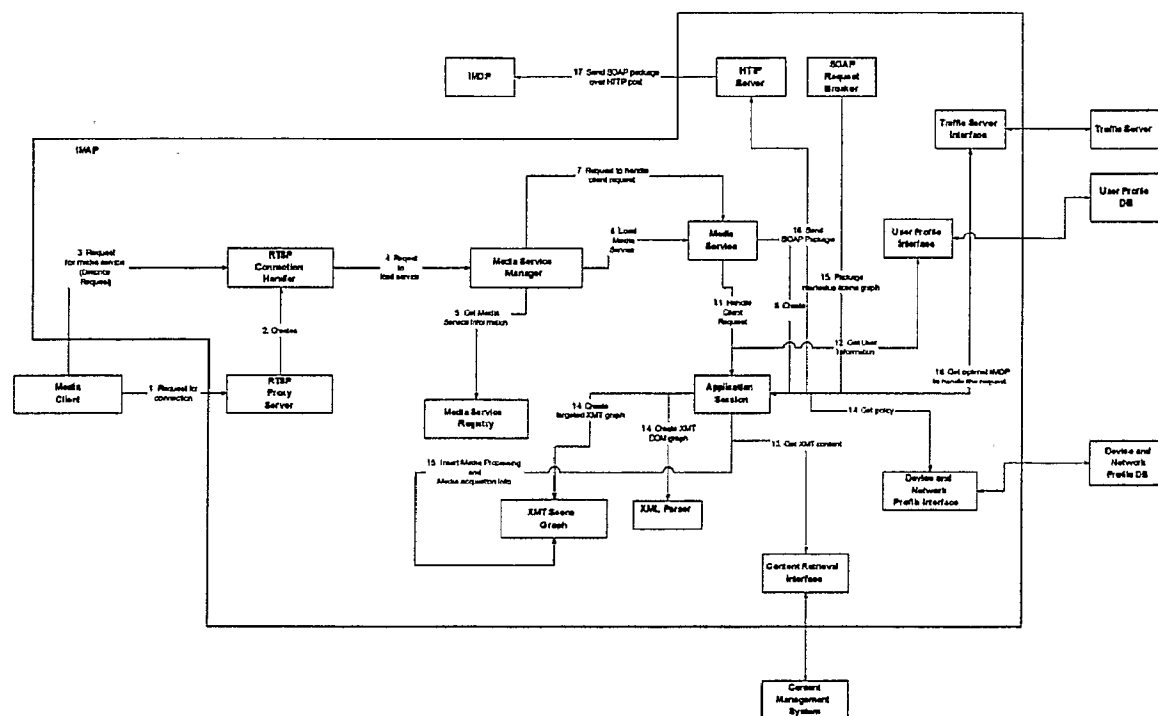 IMDP
17. Send SOAP package
over HTTP post
HTTP
Server
SOAP
Request
Broker
Traffic Server
Interface
Traffic Server
IMAP
7. Request to handle
client request
User Profile
DB
3. Request
for media service
(Describe
Request)
RTSP
Connection
Handler
4. Request
to
load service
Media Service
Manager
6. Load
Media
Service
Media
Service
16. Send
SOAP Package
User Profile
Interface
15. Package
interactive scene graph
5. Get Media
Service Information
11. Handle
Client
Request
8. Create
2. Creates
12. Get User
Information
16. Get optimal IMDP
to handle the request
Media
Client
1. Request for
connection
RTSP
Proxy
Server
Application
Session
14. Create
targeted XMT graph
Media Service
Registry
14. Create XMT
DOM graph
14. Get policy
13. Get XMT content
15. Insert Media Processing
and
Media acquisition info
Device and
Network
Profile Interface
Device and
Network
Profile DB
XMT Scene
Graph
XML Parser
Content Retrieval
Interface
Content
Management
System